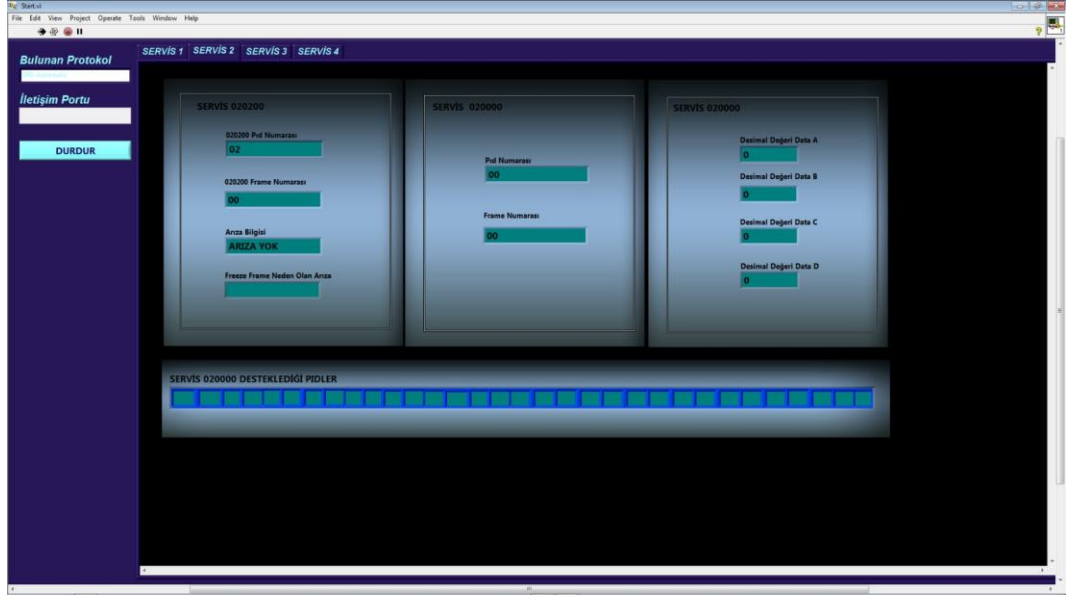 Start.vi
File Edit View Project Operate Tools Window Help
Bulunan Protokol
İletişim Portu
DURDUR
SERVİS 1 SERVİS 2 SERVİS 3 SERVİS 4
SERVİS 020200
020200 Pıd Numarası
02
020200 Frame Numarası
00
Arıza Bilgisi
ARIZA YOK
Freeze Frame Neden Olan Arıza
SERVİS 020000
Pıd Numarası
00
Frame Numarası
00
SERVİS 020000
Desimal Değeri Data A
0
Desimal Değeri Data B
0
Desimal Değeri Data C
0
Desimal Değeri Data D
0
SERVİS 020000 DESTEKLEDİĞİ PIDLER